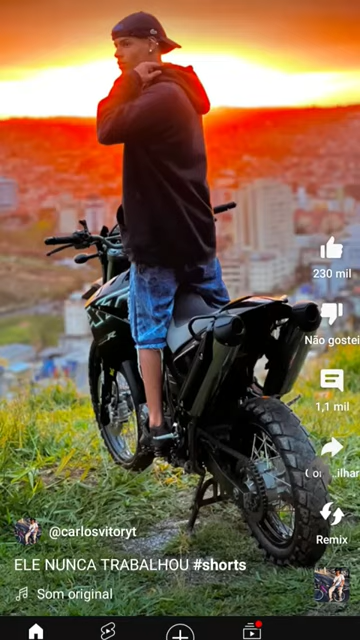 230 mil
Não gostei
1,1 mil
Remix
@carlosvitoryt
ELE NUNCA TRABALHOU #shorts
Som original